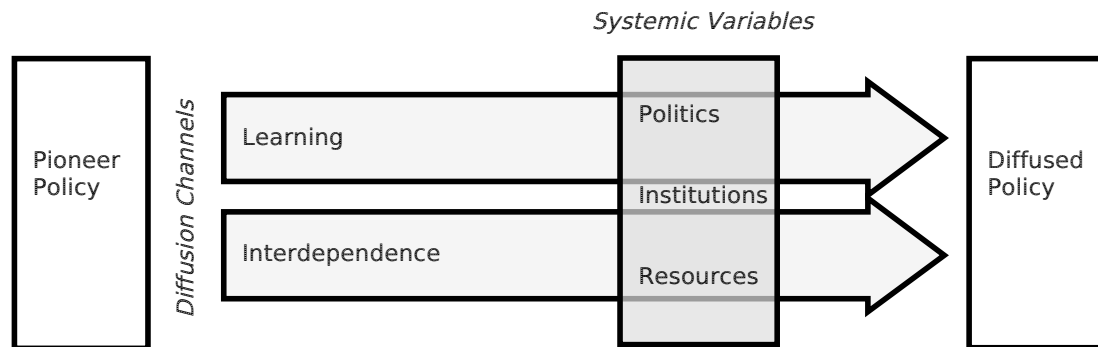 Systemic Variables
Pioneer
Policy
Diffusion Channels
Learning
Interdependence
Politics
Institutions
Resources
Diffused
Policy